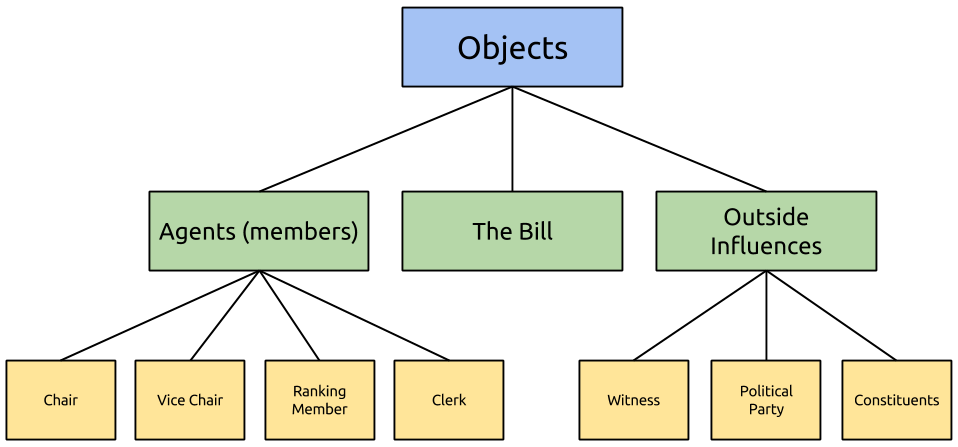 Objects
Agents (members)
The Bill
Outside
Influences
Chair
Vice Chair
Ranking
Member
Clerk
Witness
Political
Party
Constituents